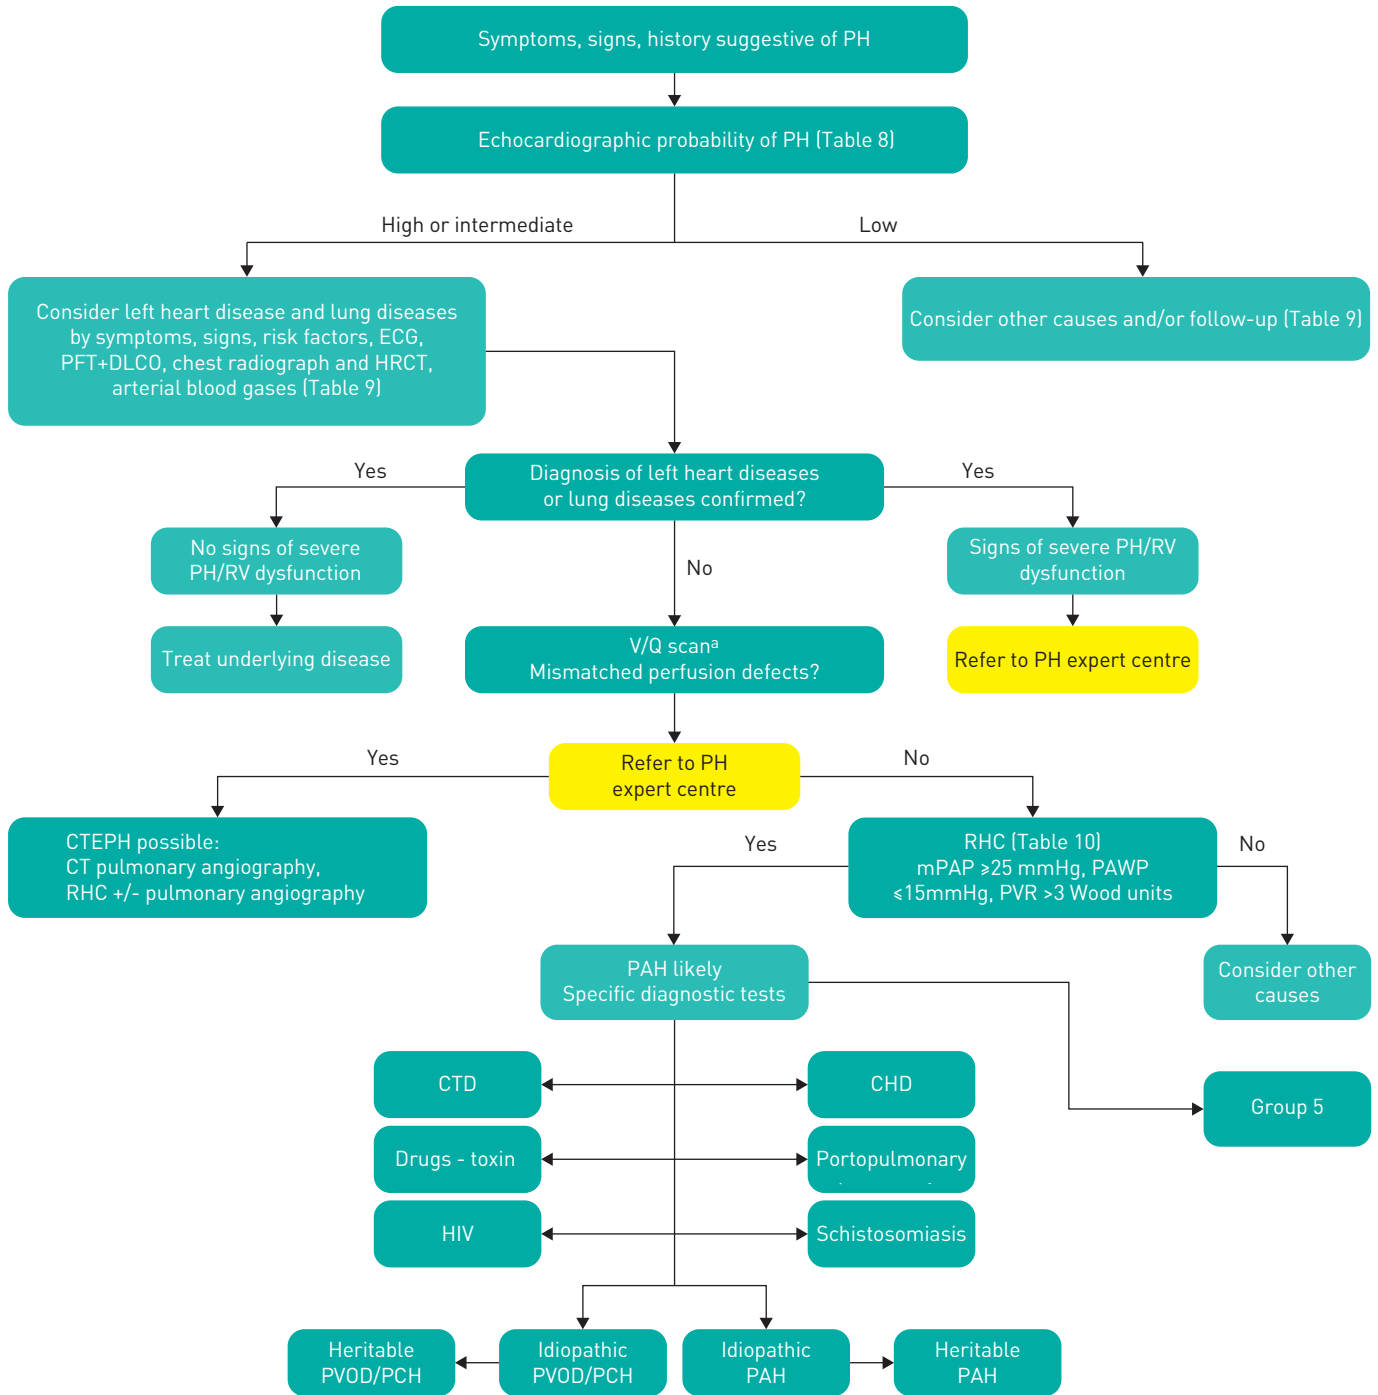 Symptoms, signs, history suggestive of PH
Echocardiographic probability of PH (Table 8)
High or intermediate
Low
Consider left heart disease and lung diseases
by symptoms, signs, risk factors, ECG,
PFT+DLCO, chest radiograph and HRCT,
arterial blood gases (Table 9)
Consider other causes and/or follow-up (Table 9)
Yes
Diagnosis of left heart diseases
or lung diseases confirmed?
Yes
No signs of severe
PH/RV dysfunction
No
Signs of severe PH/RV
dysfunction
Treat underlying disease
V/Q scanᵃ
Mismatched perfusion defects?
Refer to PH expert centre
Yes
Refer to PH
expert centre
No
CTEPH possible:
CT pulmonary angiography,
RHC +/- pulmonary angiography
Yes
RHC (Table 10)
mPAP ⩾25 mmHg, PAWP
⩽15mmHg, PVR >3 Wood units
No
PAH likely
Specific diagnostic tests
Consider other
causes
CTD
CHD
Group 5
Drugs - toxin
Portopulmonary
HIV
Schistosomiasis
Heritable
PVOD/PCH
Idiopathic
PVOD/PCH
Idiopathic
PAH
Heritable
PAH